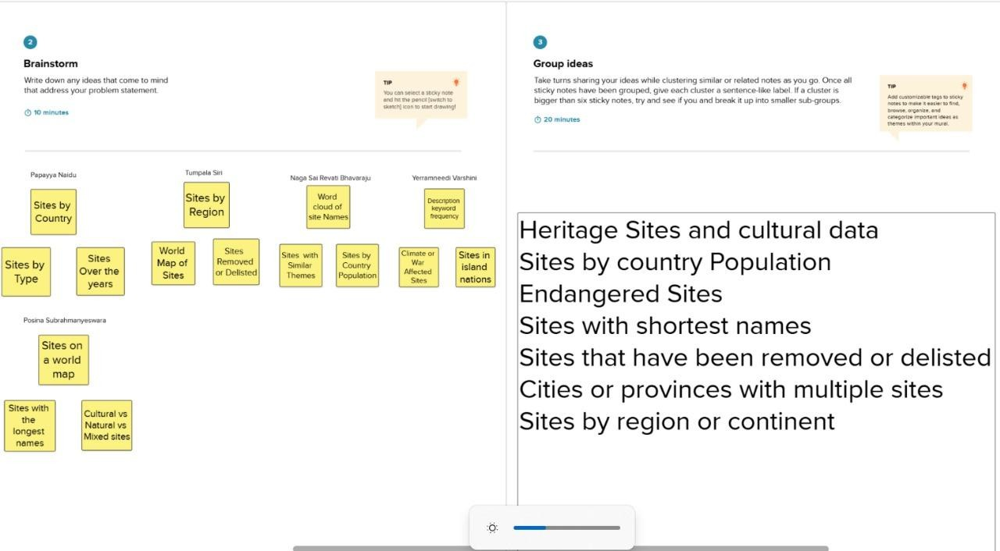 2
Brainstorm
Write down any ideas that come to mind
that address your problem statement.
10 minutes
TIP
You can select a sticky note
and hit the pencil [switch to
sketch] icon to start drawing!
Papayya Naidu
Sites by
Country
Sites by
Type
Sites
Over the
years
Tumpala Siri
Sites by
Region
World
Map of
Sites
Sites
Removed
or Delisted
Naga Sai Revati Bhavaraju
Word
cloud of
site Names
Sites with
Similar
Themes
Sites by
Country
Population
Yerramneedi Varshini
Description
keyword
frequency
Climate or
War
Affected
Sites
Sites in
island
nations
Posina Subrahmanyeswara
Sites on
a world
map
Sites with
the
longest
names
Cultural vs
Natural vs
Mixed sites
3
Group ideas
Take turns sharing your ideas while clustering similar or related notes as you go. Once all
sticky notes have been grouped, give each cluster a sentence-like label. If a cluster is
bigger than six sticky notes, try and see if you and break it up into smaller sub-groups.
20 minutes
TIP
Add customizable tags to sticky
notes to make it easier to find,
browse, organize, and
categorize important ideas as
themes within your mural.
Heritage Sites and cultural data
Sites by country Population
Endangered Sites
Sites with shortest names
Sites that have been removed or delisted
Cities or provinces with multiple sites
Sites by region or continent